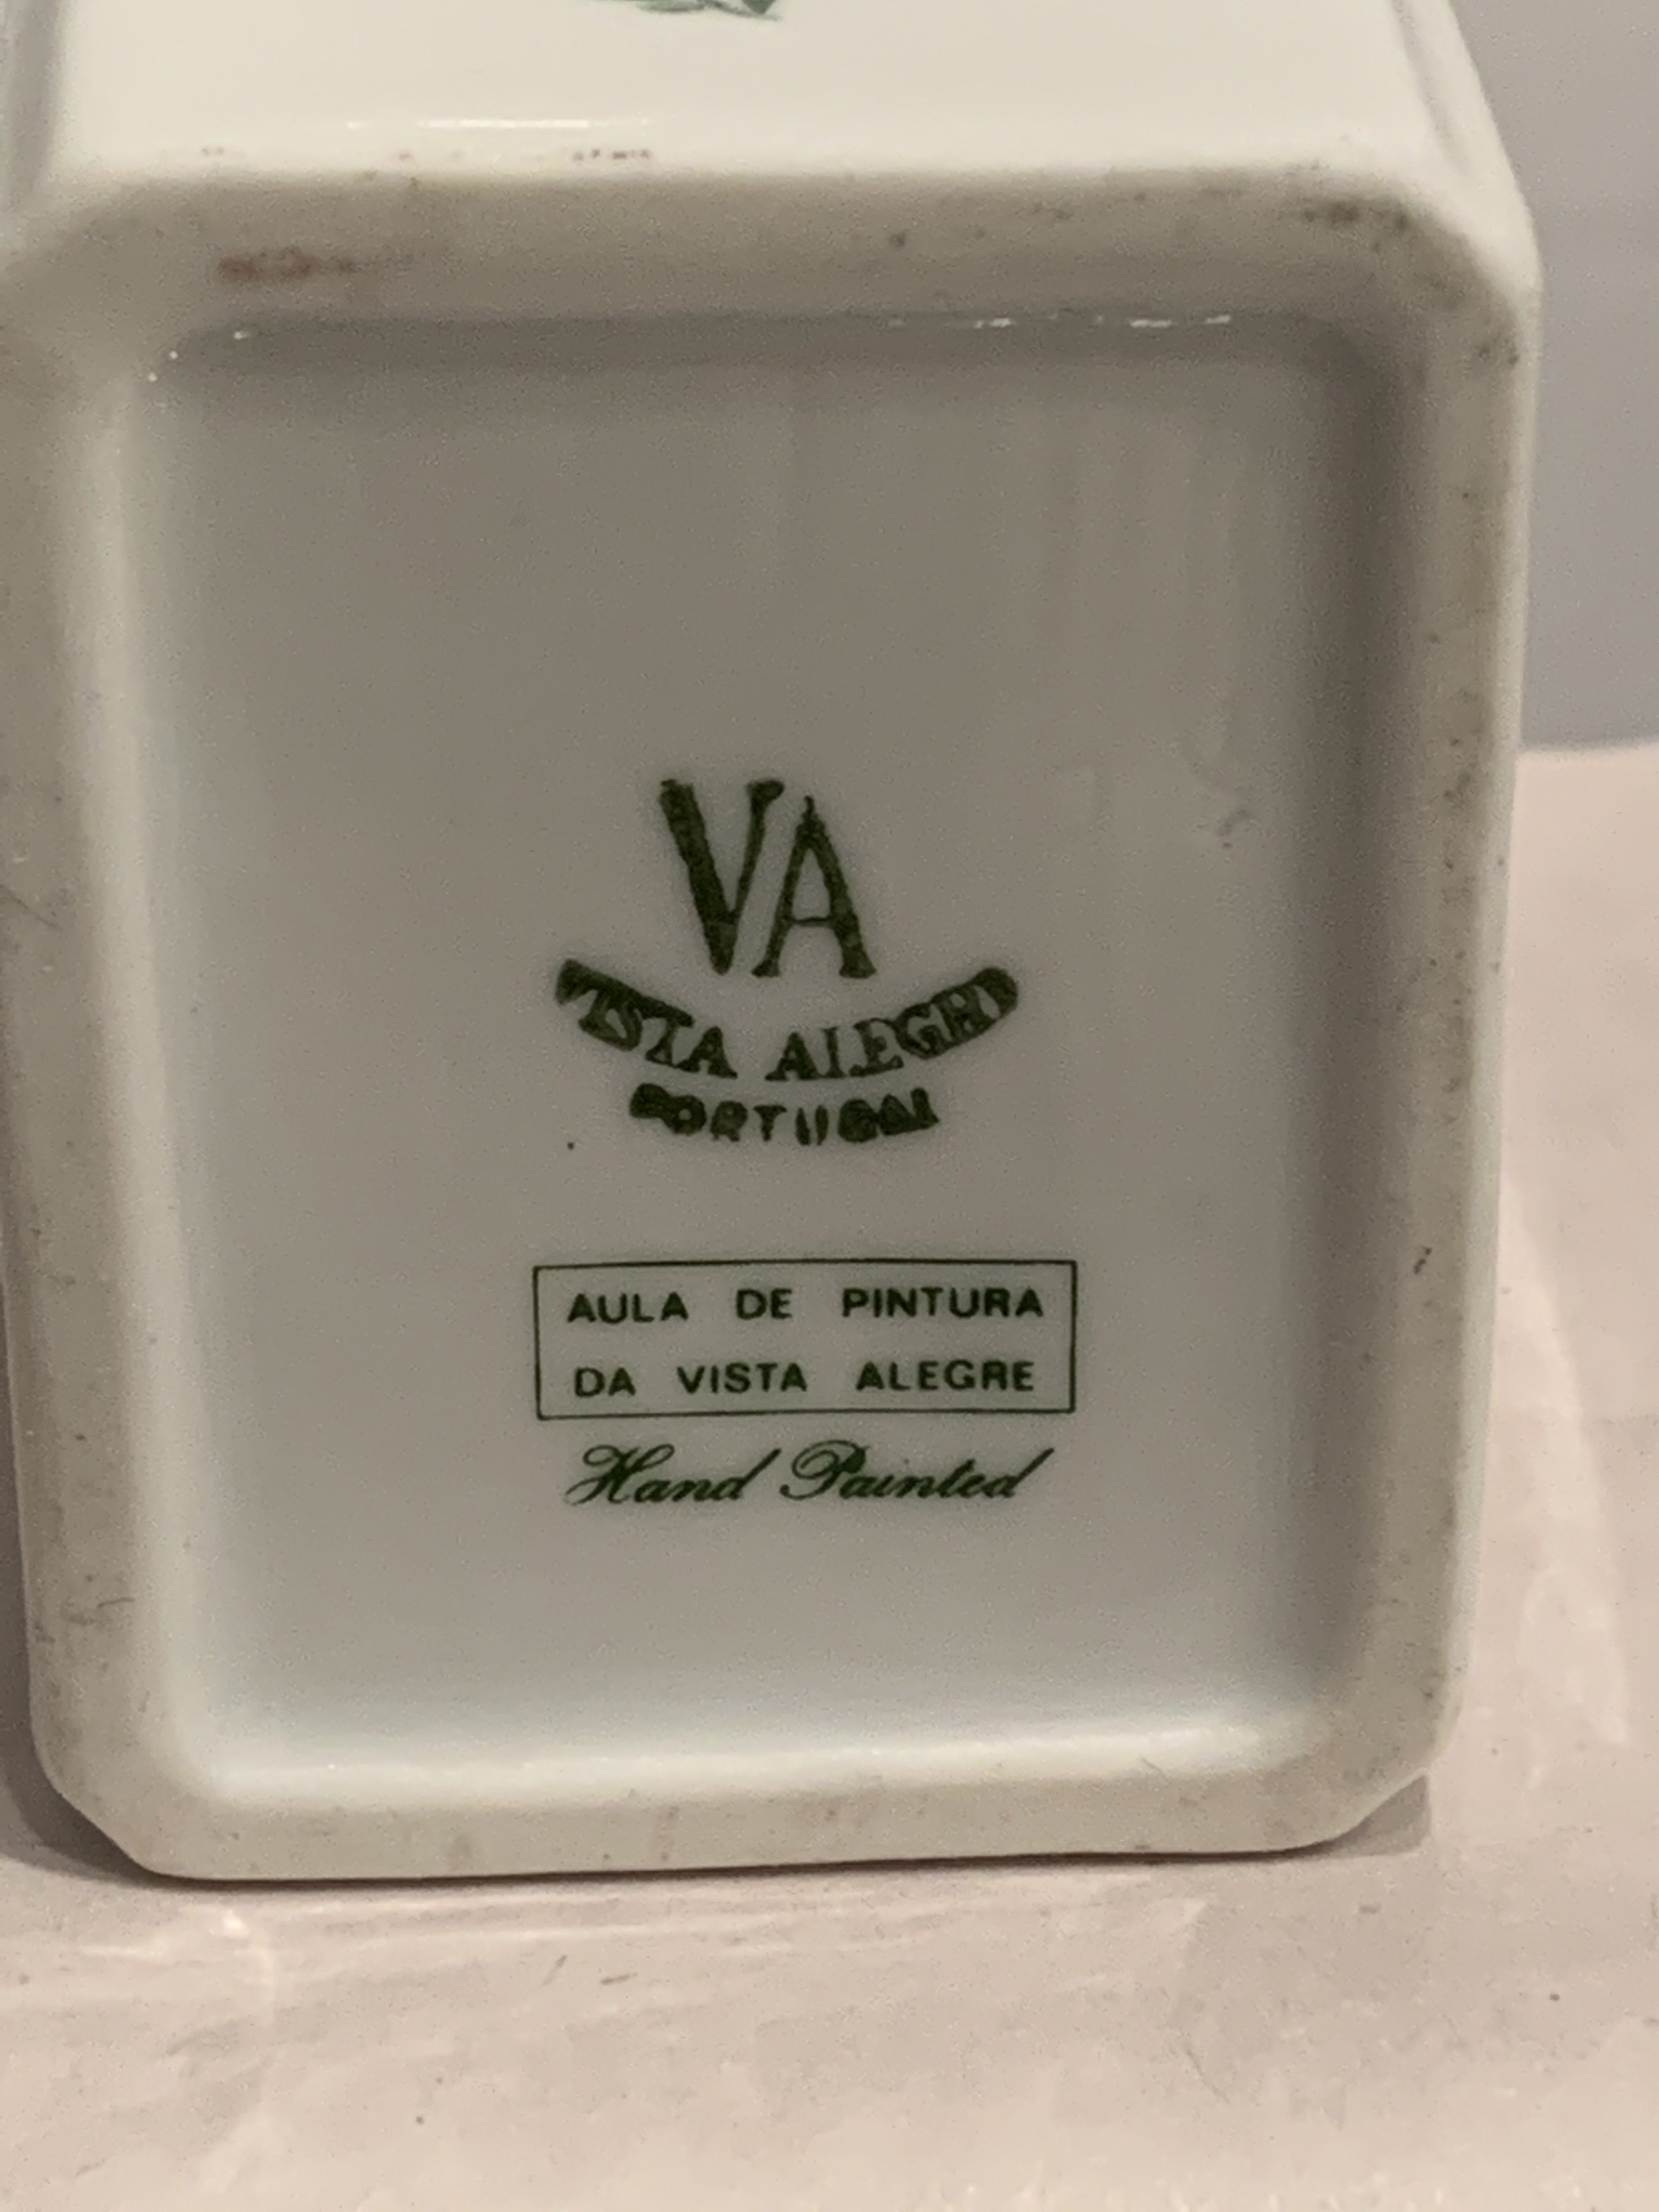 VA
VISTA ALEGRE
PORTUGAL
AULA DE PINTURA
DA VISTA ALEGRE
Hand Painted